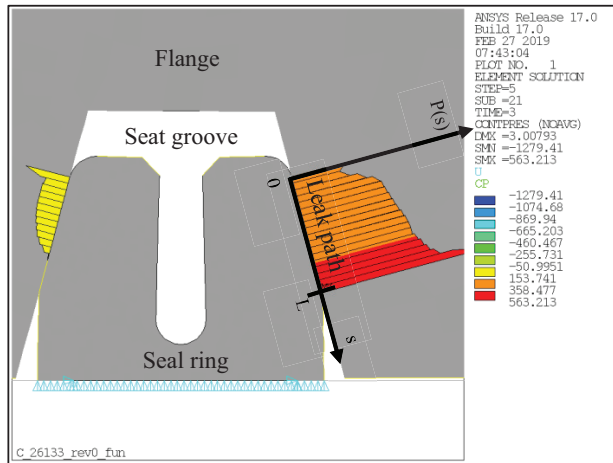 ANSYS Release 17.0
Build 17.0
FEB 27 2019
07:43:04
PLOT NO. 1
ELEMENT SOLUTION
STEP=5
SUB =21
TIME=3
CONTPRES (NOAVG)
DMX =3.00793
SMN =-1279.41
SMX =563.213
U
CP
-1279.41
-1074.68
-869.94
-665.203
-460.467
-255.731
-50.9951
153.741
358.477
563.213
Flange
Seat groove
P(s)
0
Leak path
L
s
Seal ring
C_26133_rev0_fun